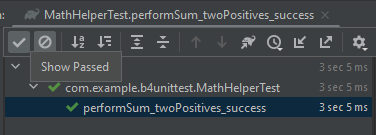 MathHelperTest.performSum_twoPositives_success
Show Passed
3 sec 5 ms
com.example.b4unittest.MathHelperTest 3 sec 5 ms
performSum_twoPositives_success 3 sec 5 ms